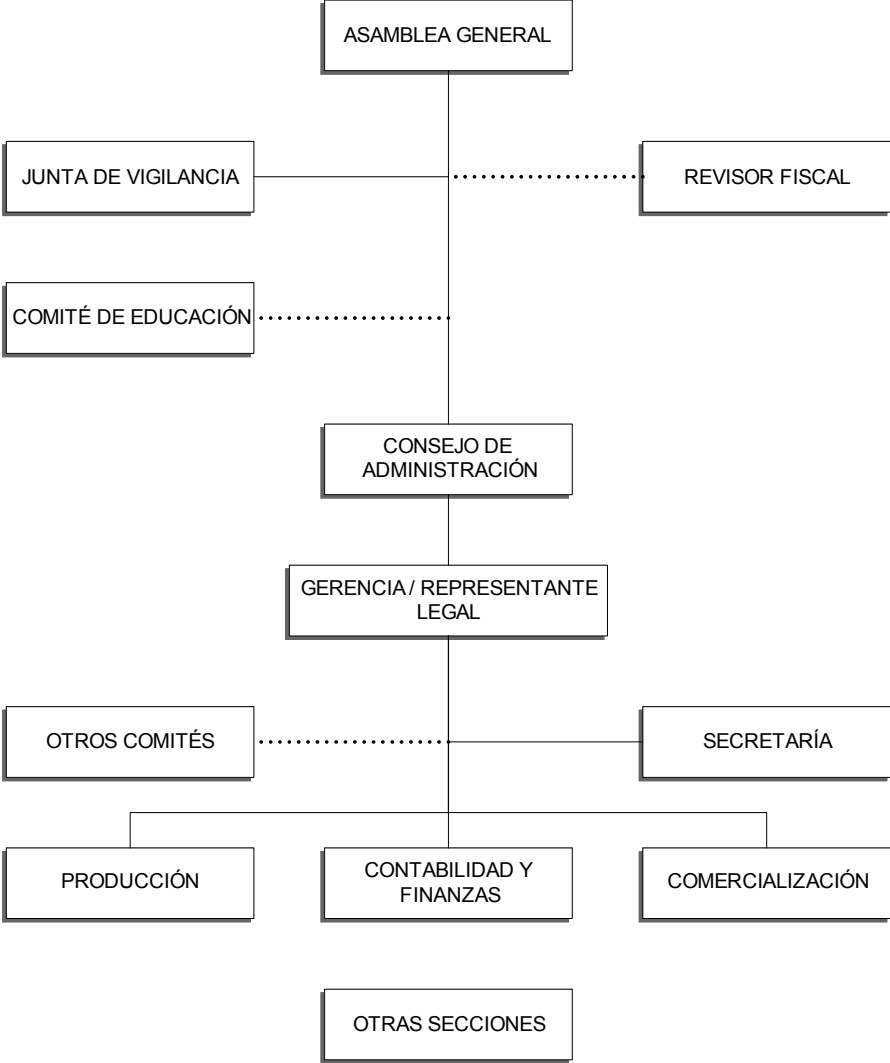 ASAMBLEA GENERAL
JUNTA DE VIGILANCIA
REVISOR FISCAL
COMITÉ DE EDUCACIÓN
CONSEJO DE
ADMINISTRACIÓN
GERENCIA / REPRESENTANTE
LEGAL
OTROS COMITÉS
SECRETARÍA
PRODUCCIÓN
CONTABILIDAD Y
FINANZAS
COMERCIALIZACIÓN
OTRAS SECCIONES